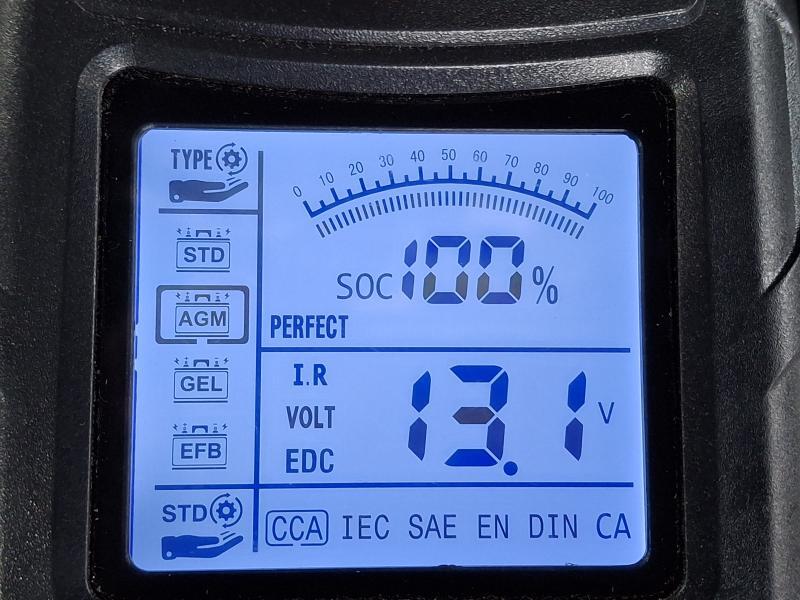 TYPE
STD
AGM
GEL
EFB
STD
0 10 20 30 40 50 60 70 80 90 100
SOC 100 %
PERFECT
I.R
VOLT
EDC
13.1 V
CCA IEC SAE EN DIN CA